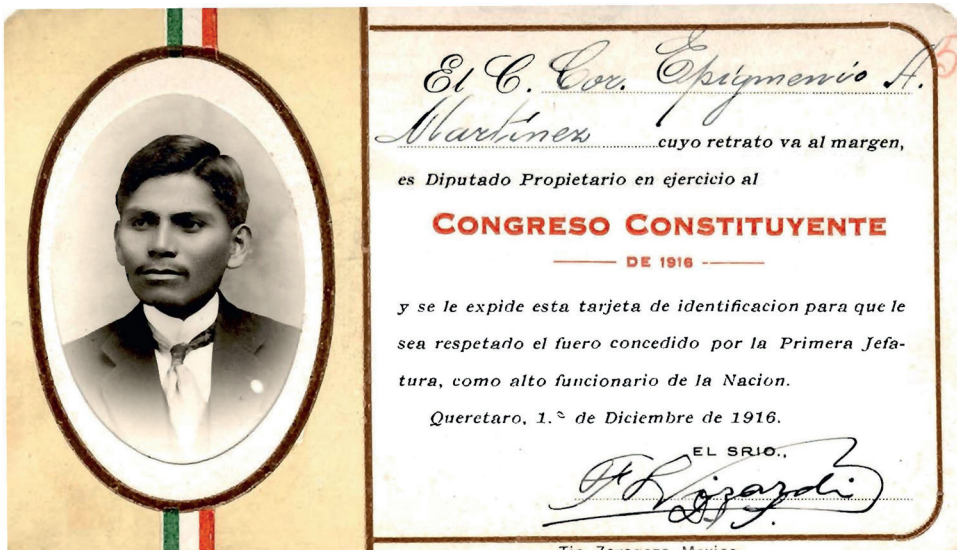 El C. Cor. Epigmenio A.
Martínez cuyo retrato va al margen,
es Diputado Propietario en ejercicio al
CONGRESO CONSTITUYENTE
DE 1916
y se le expide esta tarjeta de identificacion para que le
sea respetado el fuero concedido por la Primera Jefa-
tura, como alto funcionario de la Nacion.
Queretaro, 1.º de Diciembre de 1916.
EL SRIO.,
F Lizardi
5